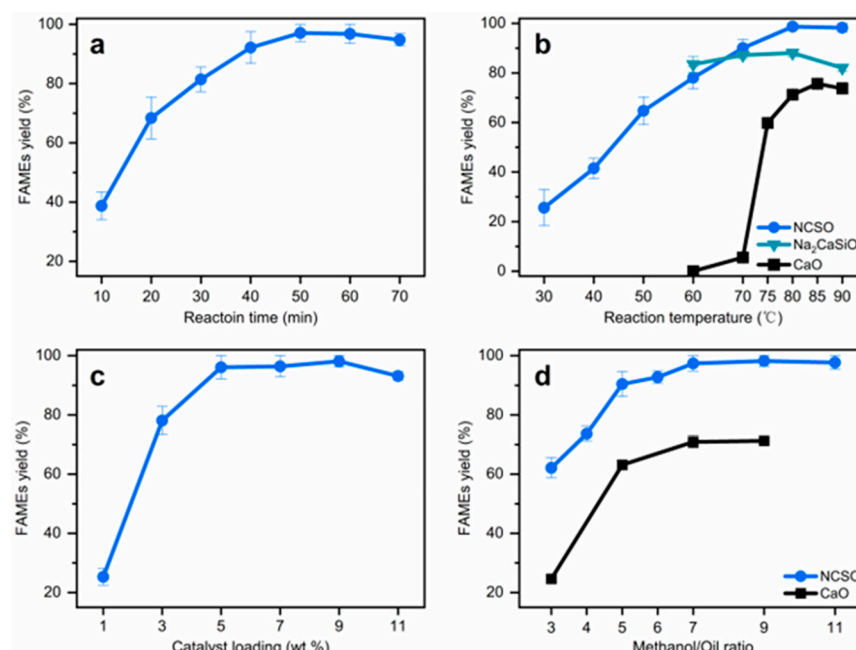 a
FAMEs yield (%)
100
80
60
40
20
10 20 30 40 50 60 70
Reactoin time (min)
b
FAMEs yield (%)
100
80
60
40
20
0
NCSO
Na₂CaSiO
CaO
30 40 50 60 70 75 80 85 90
Reaction temperature (℃)
c
FAMEs yield (%)
100
80
60
40
20
1 3 5 7 9 11
Catalyst loading (wt.%)
d
FAMEs yield (%)
100
80
60
40
20
NCSO
CaO
3 4 5 6 7 9 11
Methanol/Oil ratio